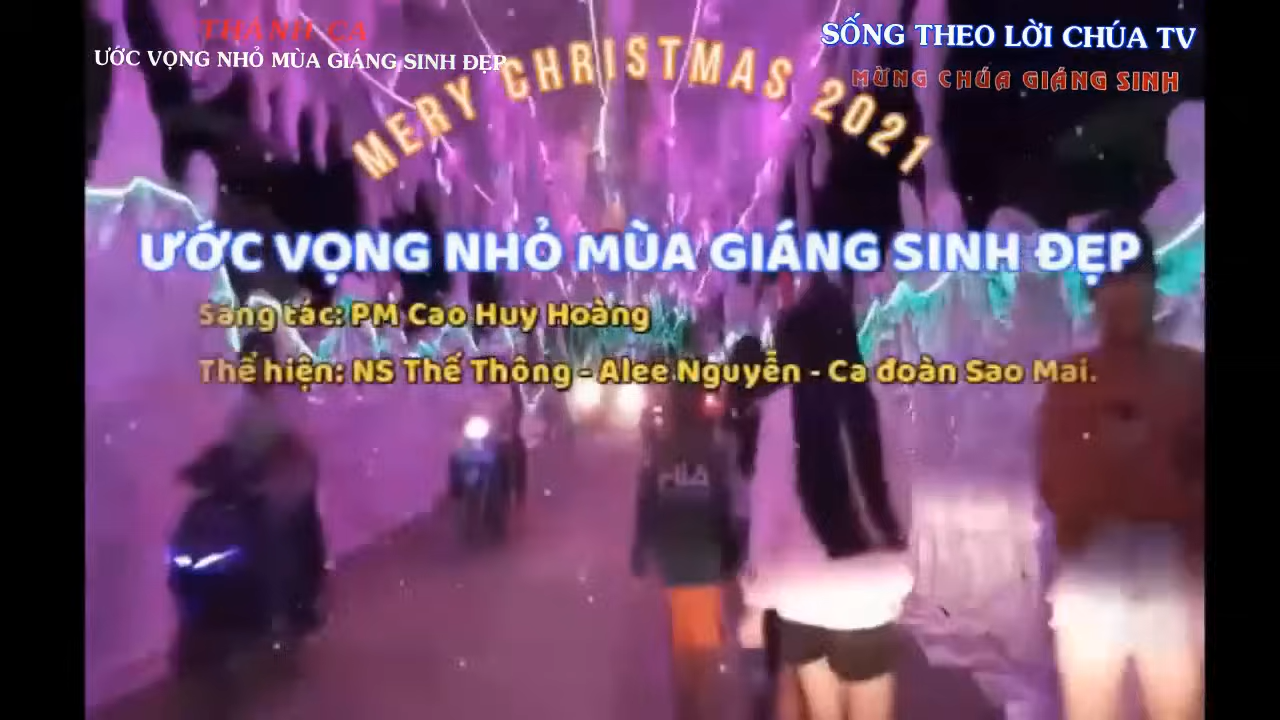 THÁNH CA
ƯỚC VỌNG NHỎ MÙA GIÁNG SINH ĐẸP
SỐNG THEO LỜI CHÚA TV
MỪNG CHÚA GIÁNG SINH
MERY CHRISTMAS 2021
ƯỚC VỌNG NHỎ MÙA GIÁNG SINH ĐẸP
Sáng tác: PM Cao Huy Hoàng
Thể hiện: NS Thế Thông - Alee Nguyễn - Ca đoàn Sao Mai.
FILA